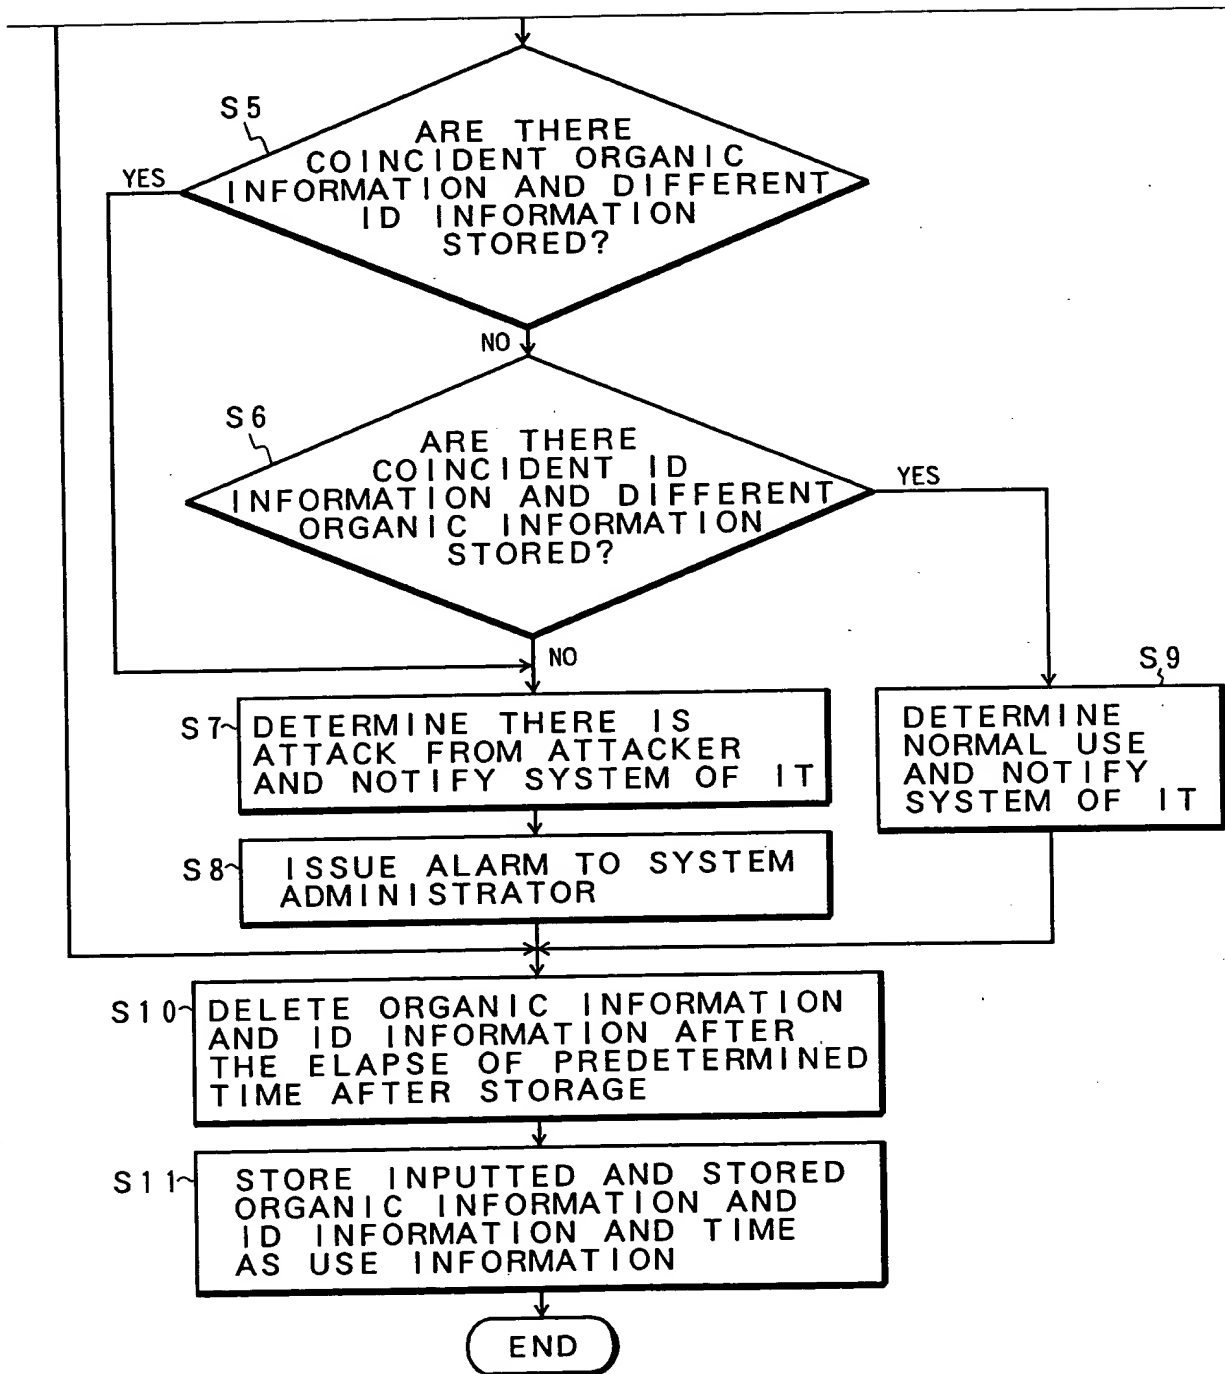 S5
ARE THERE
COINCIDENT ORGANIC
INFORMATION AND DIFFERENT
ID INFORMATION
STORED?
YES
NO
S6
ARE THERE
COINCIDENT ID
INFORMATION AND DIFFERENT
ORGANIC INFORMATION
STORED?
YES
NO
S7
DETERMINE THERE IS
ATTACK FROM ATTACKER
AND NOTIFY SYSTEM OF IT
S9
DETERMINE
NORMAL USE
AND NOTIFY
SYSTEM OF IT
S8
ISSUE ALARM TO SYSTEM
ADMINISTRATOR
S10
DELETE ORGANIC INFORMATION
AND ID INFORMATION AFTER
THE ELAPSE OF PREDETERMINED
TIME AFTER STORAGE
S11
STORE INPUTTED AND STORED
ORGANIC INFORMATION AND
ID INFORMATION AND TIME
AS USE INFORMATION
END